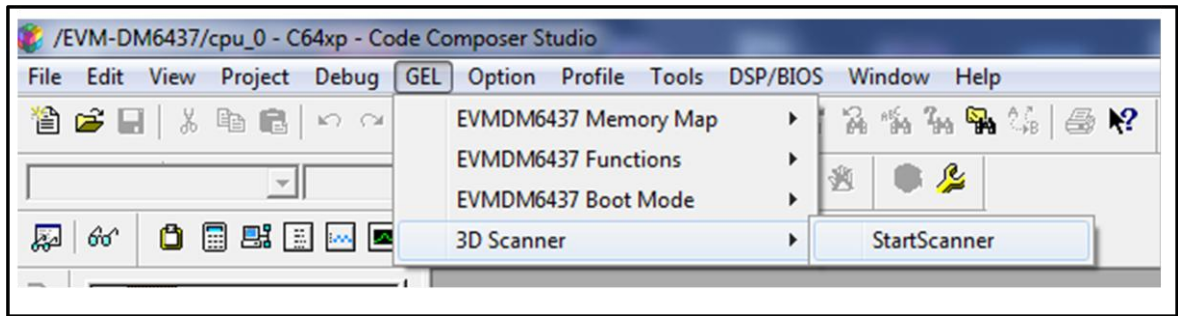 /EVM-DM6437/cpu_0 - C64xp - Code Composer Studio
File Edit View Project Debug GEL Option Profile Tools DSP/BIOS Window Help
EVMDM6437 Memory Map
EVMDM6437 Functions
EVMDM6437 Boot Mode
3D Scanner StartScanner